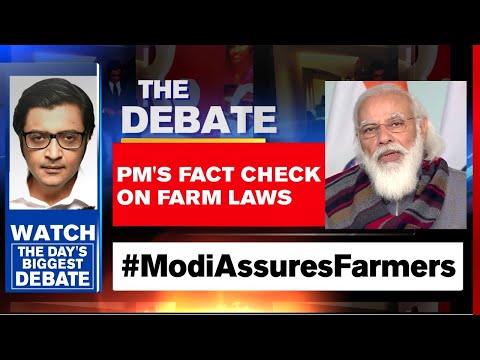 THE
DEBATE
PM'S FACT CHECK
ON FARM LAWS
WATCH
THE DAY'S
BIGGEST
DEBATE
#ModiAssuresFarmers